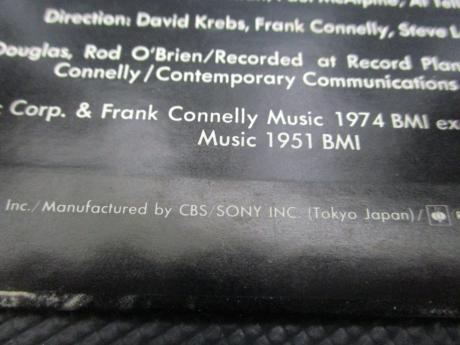 Direction: David Krebs, Frank Connelly, Steve L
Douglas, Rod O'Brien/Recorded at Record Plan
Connelly/Contemporary Communications
Corp. & Frank Connelly Music 1974 BMI ex
Music 1951 BMI
Inc./Manufactured by CBS/SONY INC. (Tokyo Japan)/